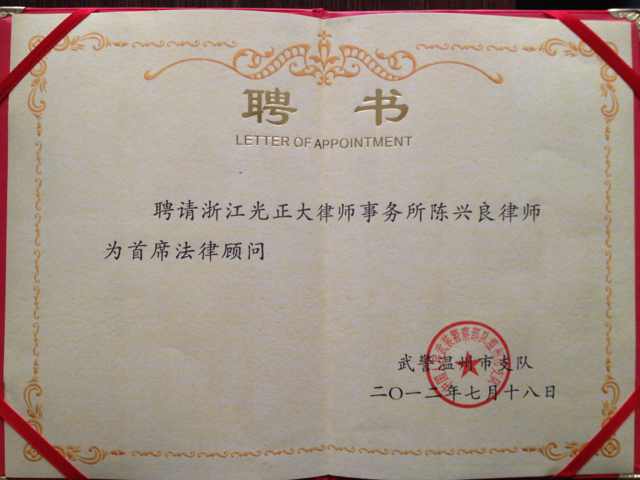 聘 书
LETTER OF APPOINTMENT
聘请浙江光正大律师事务所陈兴良律师
为首席法律顾问
武警温州市支队
二〇一二年七月十八日